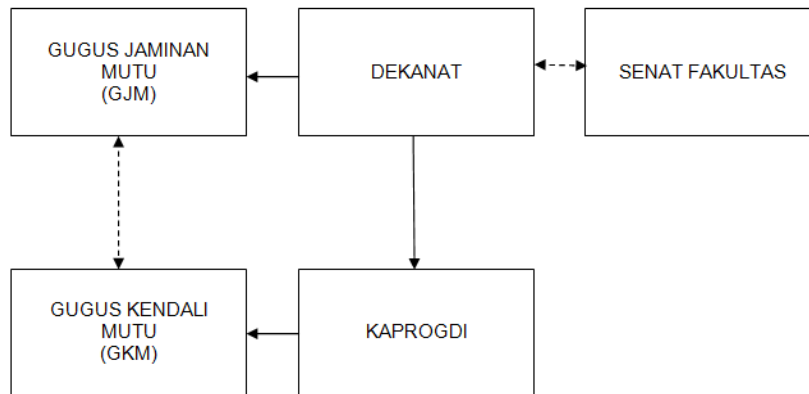 GUGUS JAMINAN
MUTU
(GJM)
DEKANAT
SENAT FAKULTAS
GUGUS KENDALI
MUTU
(GKM)
KAPROGDI